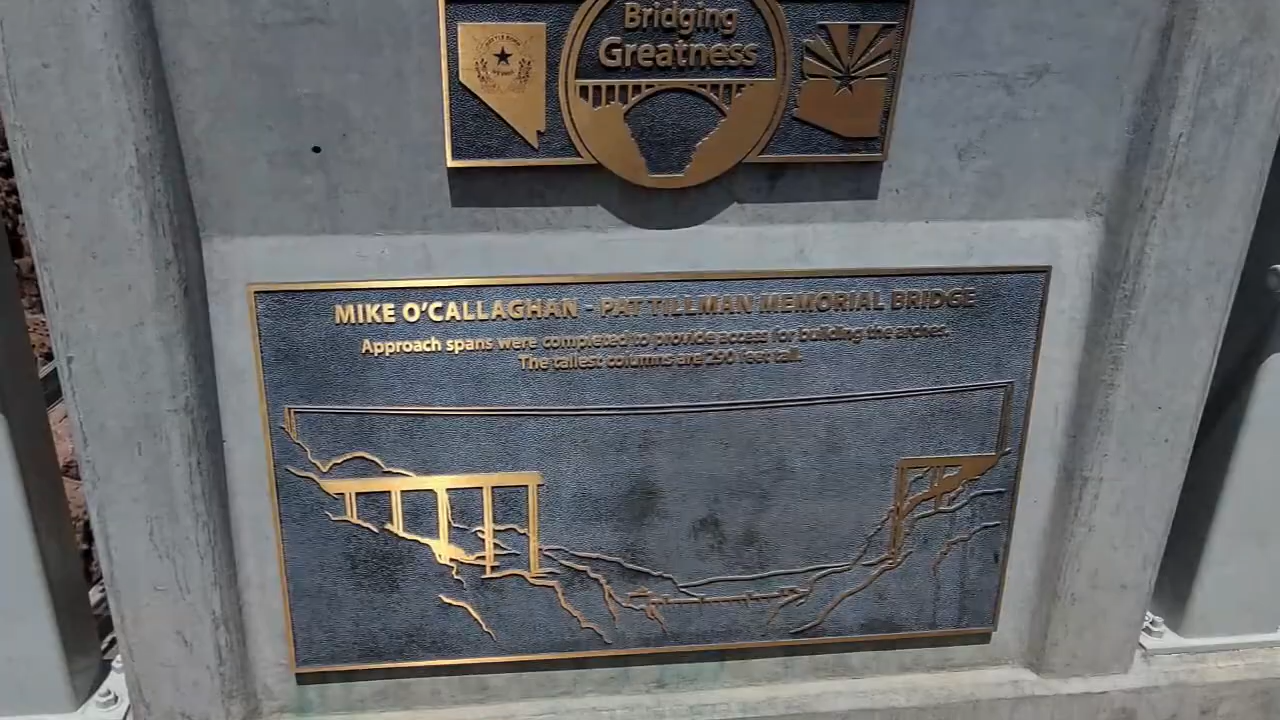 Bridging
Greatness
MIKE O'CALLAGHAN - PAT TILLMAN MEMORIAL BRIDGE
Approach spans were completed to provide access for building the arches.
The tallest columns are 290 feet tall.